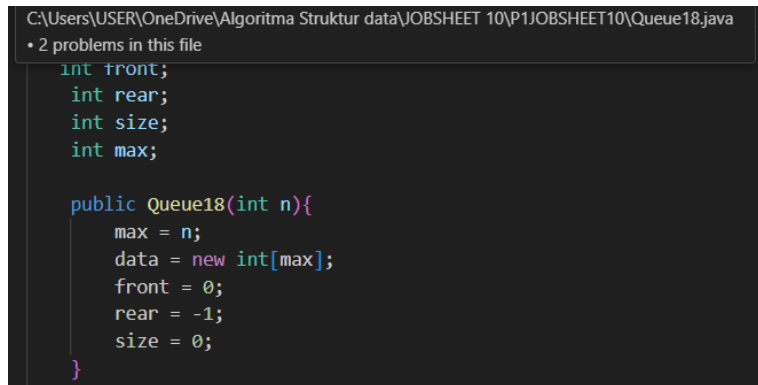 C:\Users\USER\OneDrive\Algoritma Struktur data\JOBSHEET 10\P1JOBSHEET10\Queue18.java
• 2 problems in this file
int front;
int rear;
int size;
int max;
public Queue18(int n){
max = n;
data = new int[max];
front = 0;
rear = -1;
size = 0;
}